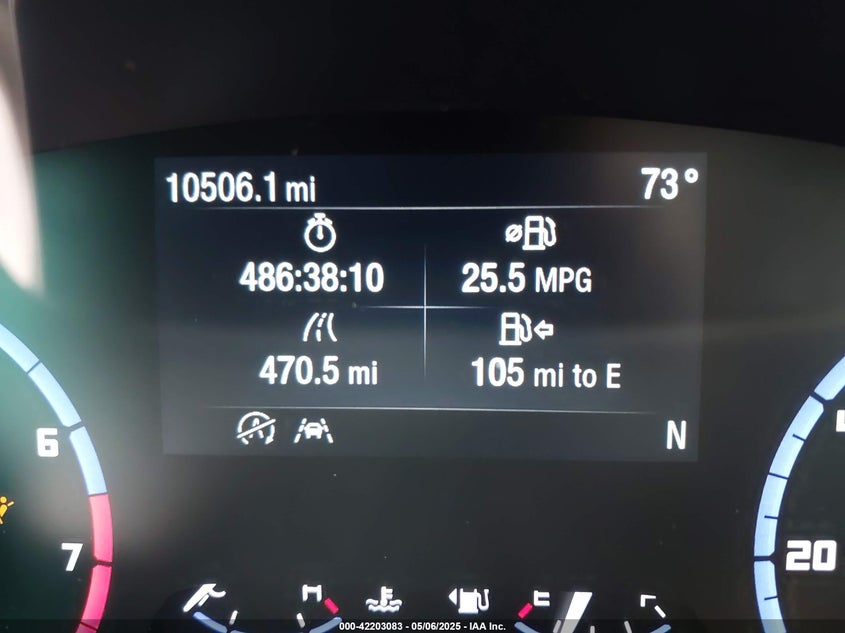 10506.1 mi 73°
486:38:10 25.5 MPG
470.5 mi 105 mi to E
N
6
7
20
H E F
000-42203083 - 05/06/2025 - IAA Inc.